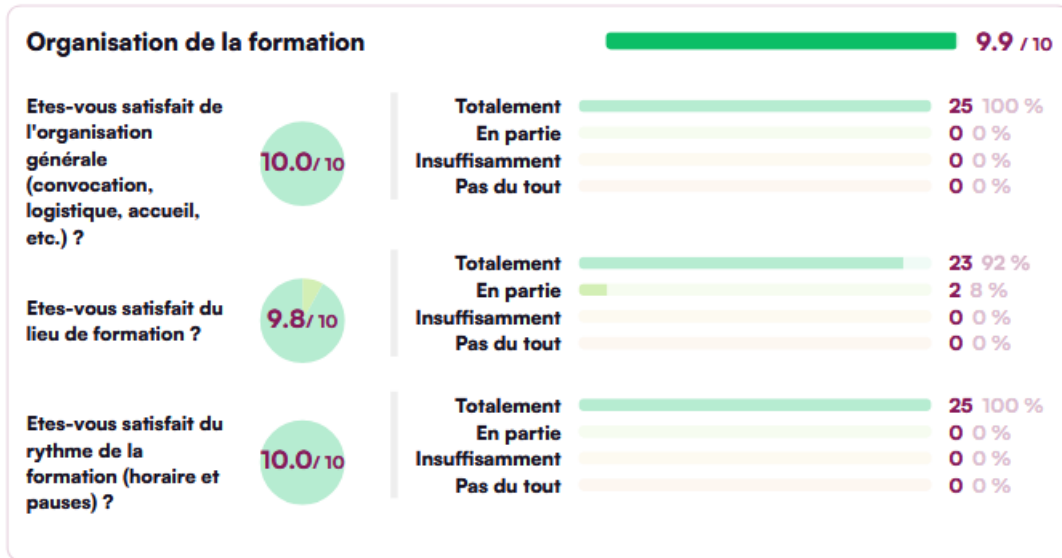 Organisation de la formation 9.9 / 10
Etes-vous satisfait de
l'organisation
générale
(convocation,
logistique, accueil,
etc.) ?
10.0/ 10
Totalement 25 100 %
En partie 0 0 %
Insuffisamment 0 0 %
Pas du tout 0 0 %
Etes-vous satisfait du
lieu de formation ?
9.8/ 10
Totalement 23 92 %
En partie 2 8 %
Insuffisamment 0 0 %
Pas du tout 0 0 %
Etes-vous satisfait du
rythme de la
formation (horaire et
pauses) ?
10.0/ 10
Totalement 25 100 %
En partie 0 0 %
Insuffisamment 0 0 %
Pas du tout 0 0 %